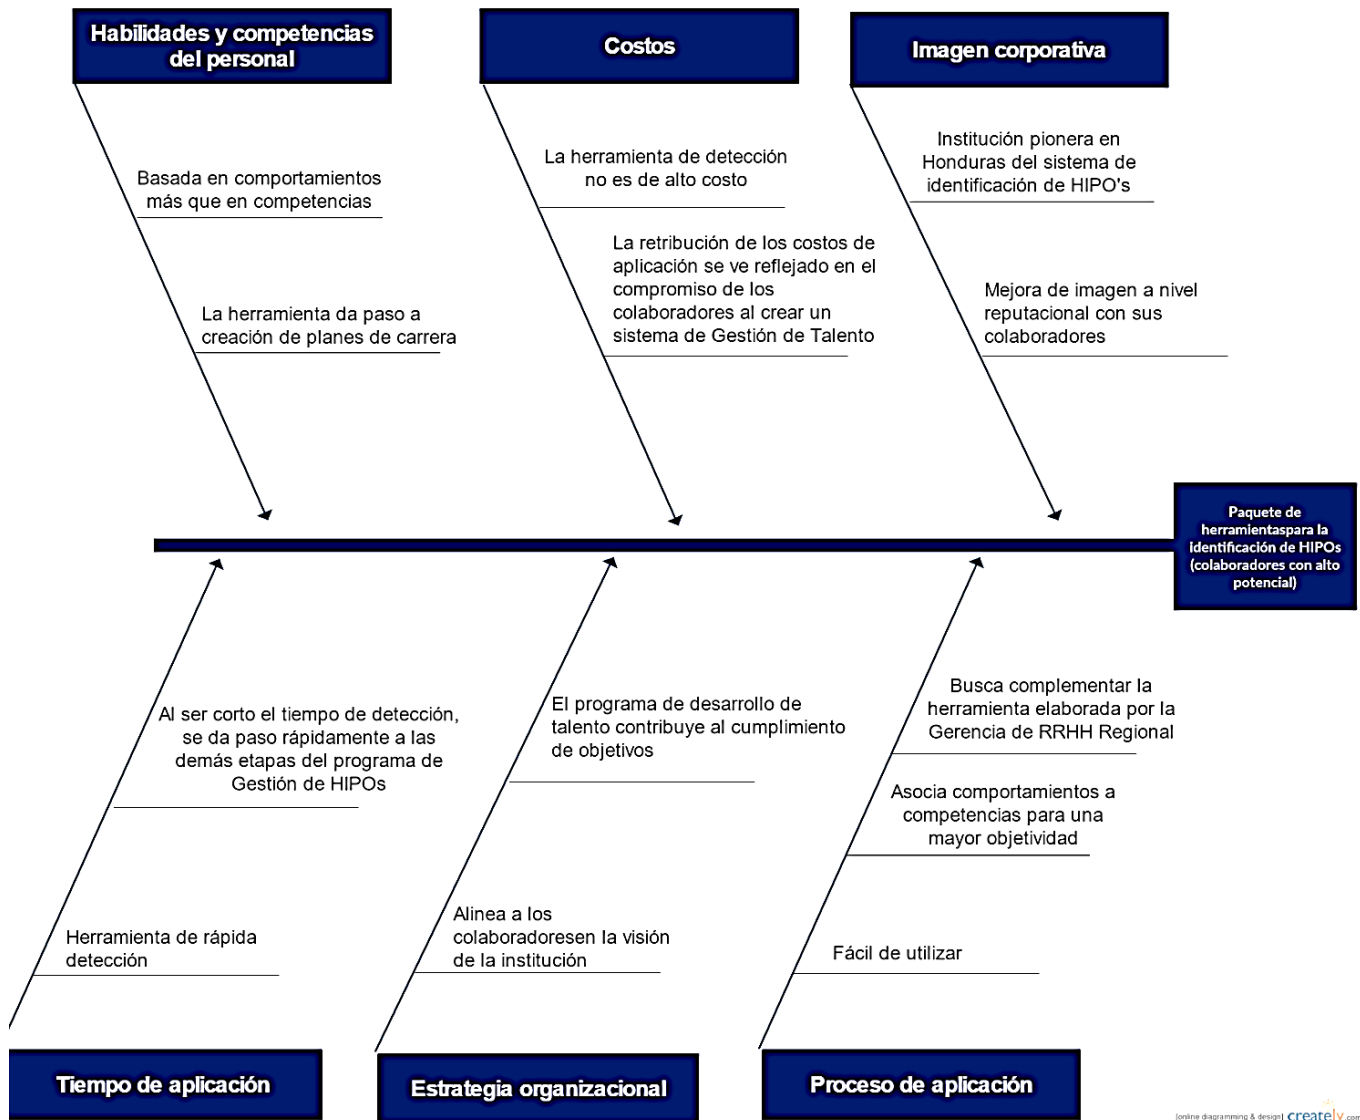 Habilidades y competencias
del personal
Costos
Imagen corporativa
Basada en comportamientos
más que en competencias
La herramienta da paso a
creación de planes de carrera
La herramienta de detección
no es de alto costo
La retribución de los costos de
aplicación se ve reflejado en el
compromiso de los
colaboradores al crear un
sistema de Gestión de Talento
Institución pionera en
Honduras del sistema de
identificación de HIPO's
Mejora de imagen a nivel
reputacional con sus
colaboradores
Paquete de
herramientaspara la
identificación de HIPOs
(colaboradores con alto
potencial)
Al ser corto el tiempo de detección,
se da paso rápidamente a las
demás etapas del programa de
Gestión de HIPOs
Herramienta de rápida
detección
El programa de desarrollo de
talento contribuye al cumplimiento
de objetivos
Alinea a los
colaboradoresen la visión
de la institución
Busca complementar la
herramienta elaborada por la
Gerencia de RRHH Regional
Asocia comportamientos a
competencias para una
mayor objetividad
Fácil de utilizar
Tiempo de aplicación
Estrategia organizacional
Proceso de aplicación
[online diagramming & design] creately.com